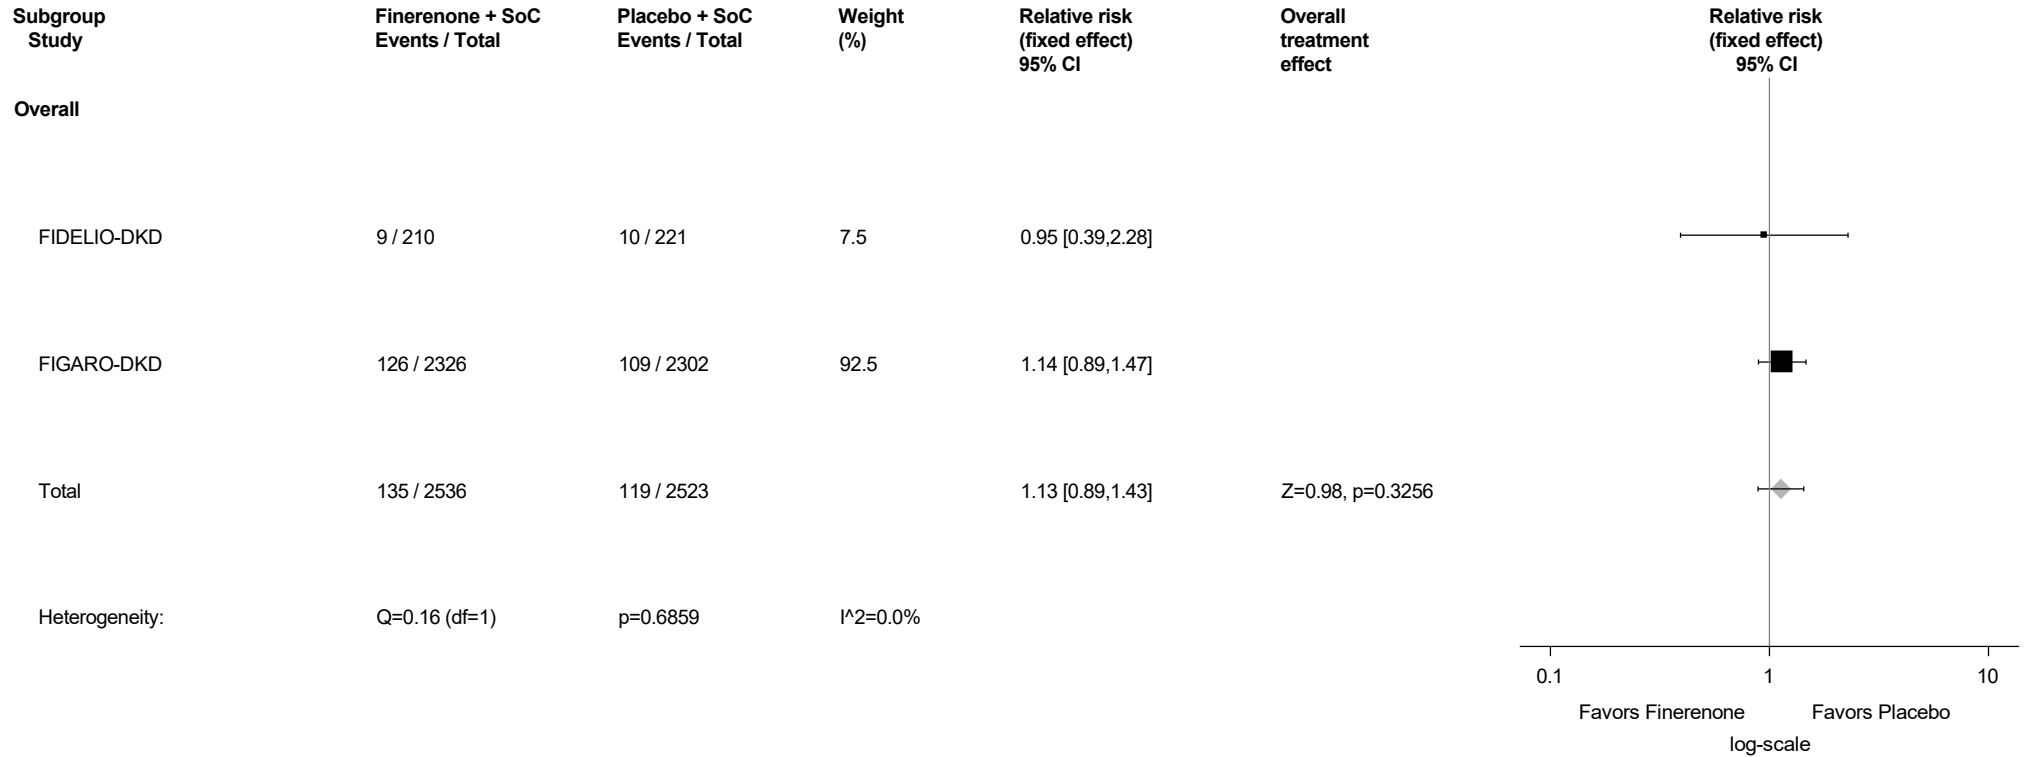 Subgroup Finerenone + SoC Placebo + SoC Weight Relative risk Overall Relative risk
Study Events / Total Events / Total (%) (fixed effect) treatment (fixed effect)
95% CI effect 95% CI
Overall
FIDELIO-DKD 9 / 210 10 / 221 7.5 0.95 [0.39,2.28]
FIGARO-DKD 126 / 2326 109 / 2302 92.5 1.14 [0.89,1.47]
Total 135 / 2536 119 / 2523 1.13 [0.89,1.43] Z=0.98, p=0.3256
Heterogeneity: Q=0.16 (df=1) p=0.6859 I^2=0.0%
0.1 1 10
Favors Finerenone Favors Placebo
log-scale